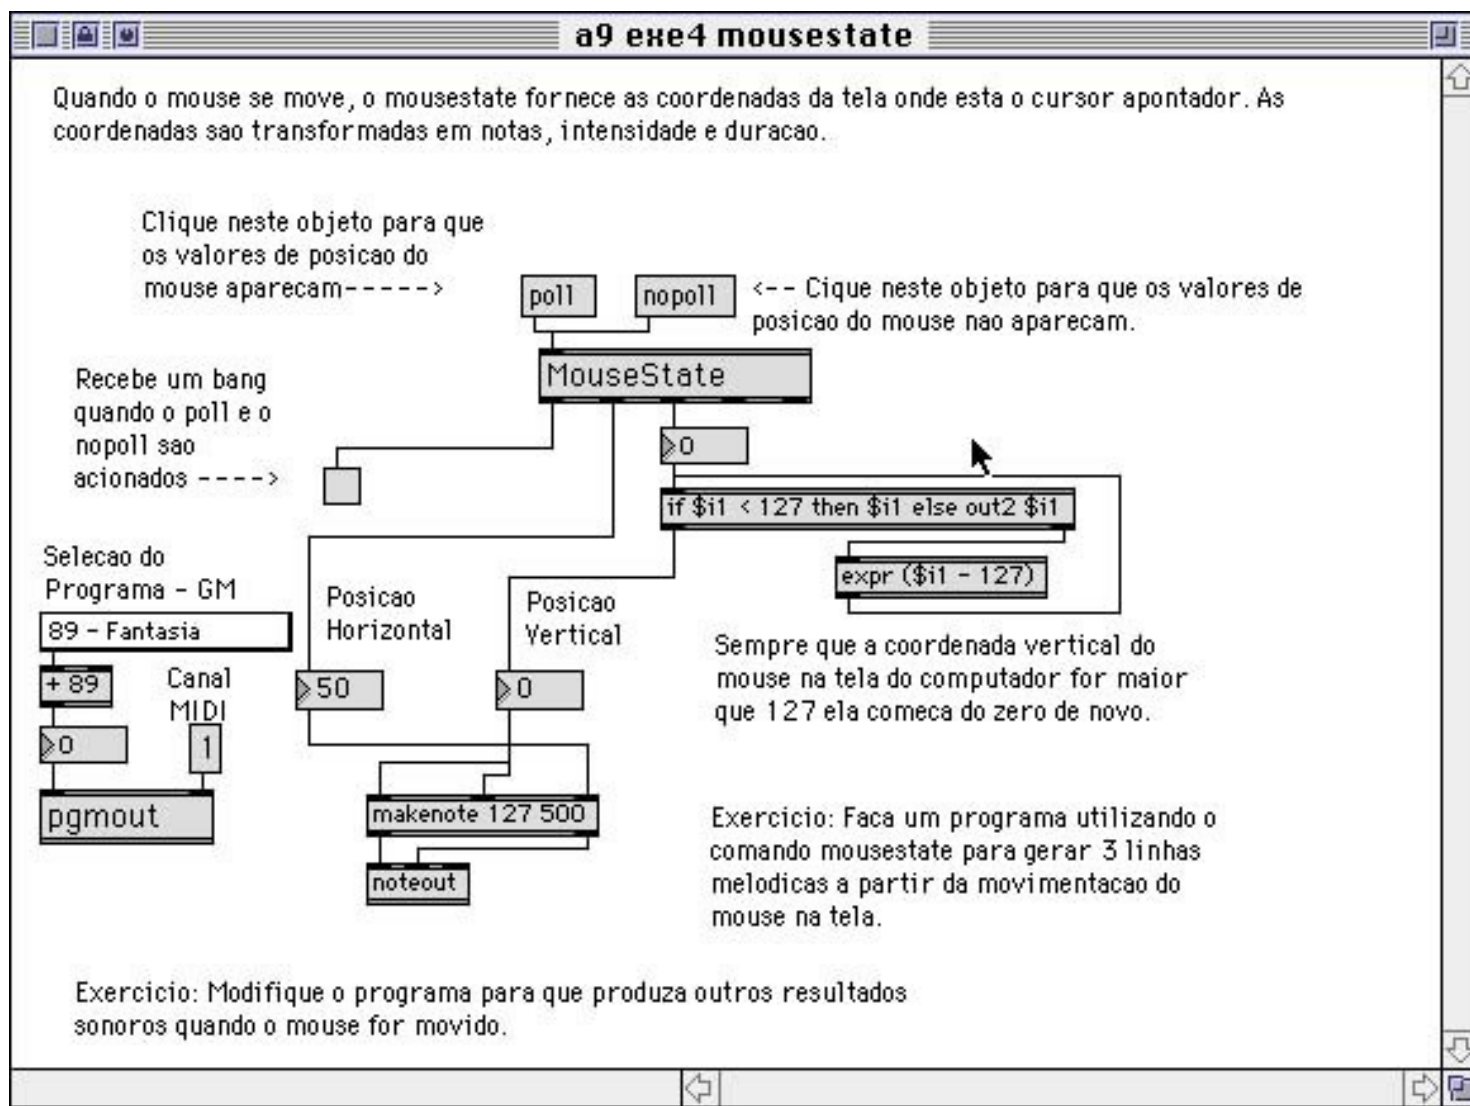 a9 exe4 mousestate
Quando o mouse se move, o mousestate fornece as coordenadas da tela onde esta o cursor apontador. As
coordenadas sao transformadas em notas, intensidade e duracao.
Clique neste objeto para que
os valores de posicao do
mouse aparecam----->
poll
nopoll
<-- Cique neste objeto para que os valores de
posicao do mouse nao aparecam.
MouseState
Recebe um bang
quando o poll e o
nopoll sao
acionados ---->
0
if $i1 < 127 then $i1 else out2 $i1
expr ($i1 - 127)
Selecao do
Programa - GM
89 - Fantasia
+ 89
0
Canal
MIDI
1
pgmout
Posicao
Horizontal
50
Posicao
Vertical
0
makenote 127 500
noteout
Sempre que a coordenada vertical do
mouse na tela do computador for maior
que 127 ela comeca do zero de novo.
Exercicio: Faca um programa utilizando o
comando mousestate para gerar 3 linhas
melodicas a partir da movimentacao do
mouse na tela.
Exercicio: Modifique o programa para que produza outros resultados
sonoros quando o mouse for movido.